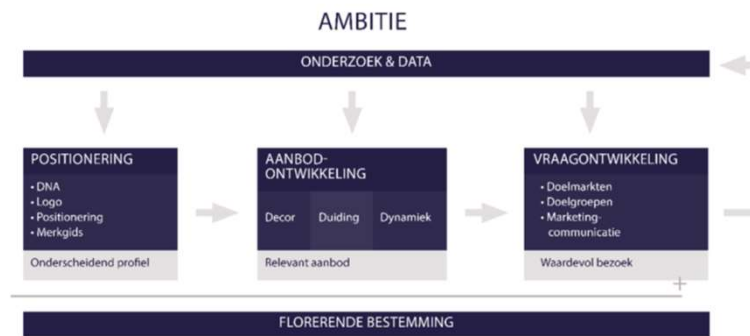 AMBITIE
ONDERZOEK & DATA
POSITIONERING
• DNA
• Logo
• Positionering
• Merkgids
Onderscheidend profiel
AANBOD-
ONTWIKKELING
Decor Duiding Dynamiek
Relevant aanbod
VRAAGONTWIKKELING
• Doelmarkten
• Doelgroepen
• Marketing-
communicatie
Waardevol bezoek
+
FLORERENDE BESTEMMING